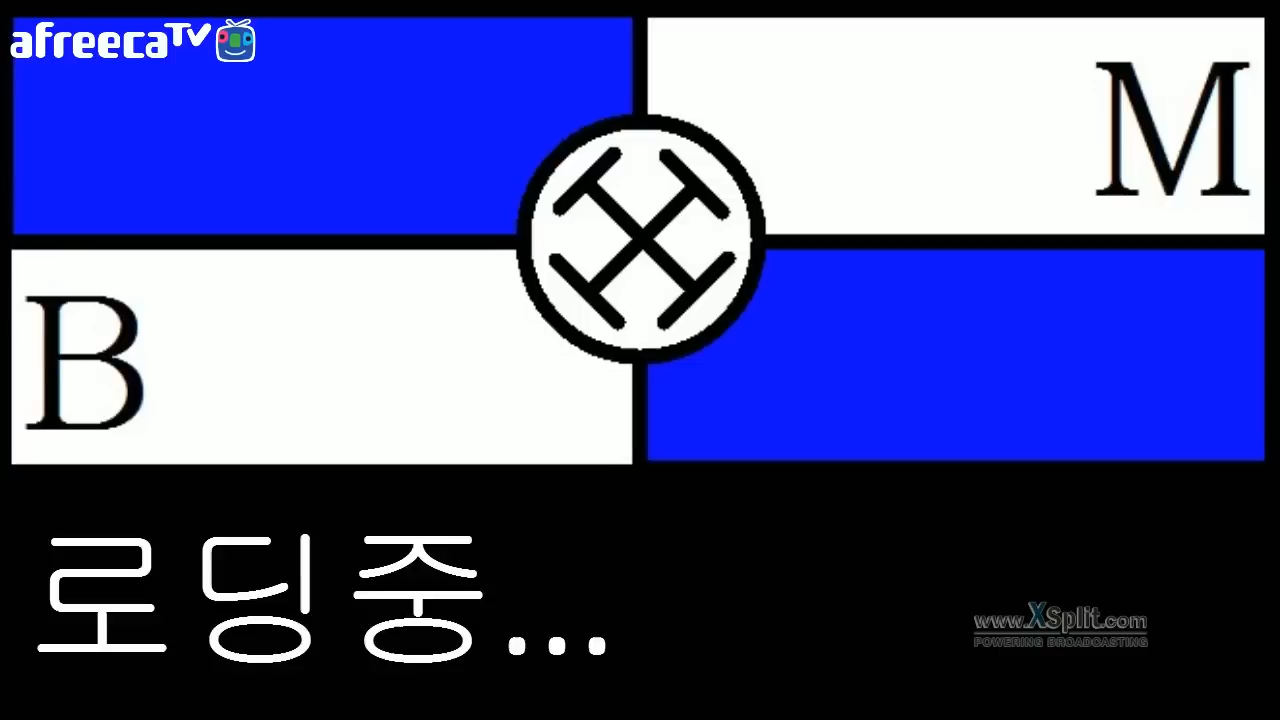 afreecaTV
M
B
로딩중...
www.XSplit.com
POWERING BROADCASTING